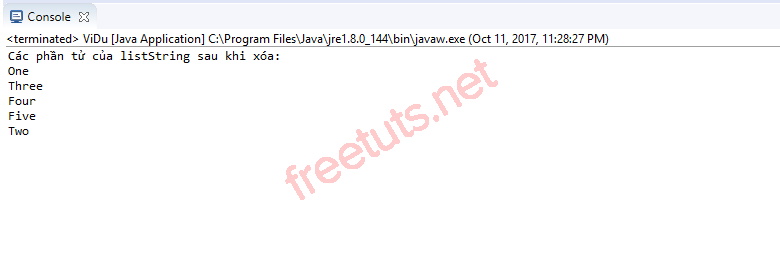 Console
<terminated> ViDu [Java Application] C:\Program Files\Java\jre1.8.0_144\bin\javaw.exe (Oct 11, 2017, 11:28:27 PM)
Các phần tử của listString sau khi xóa:
One
Three
Four
Five
Two
freetuts.net